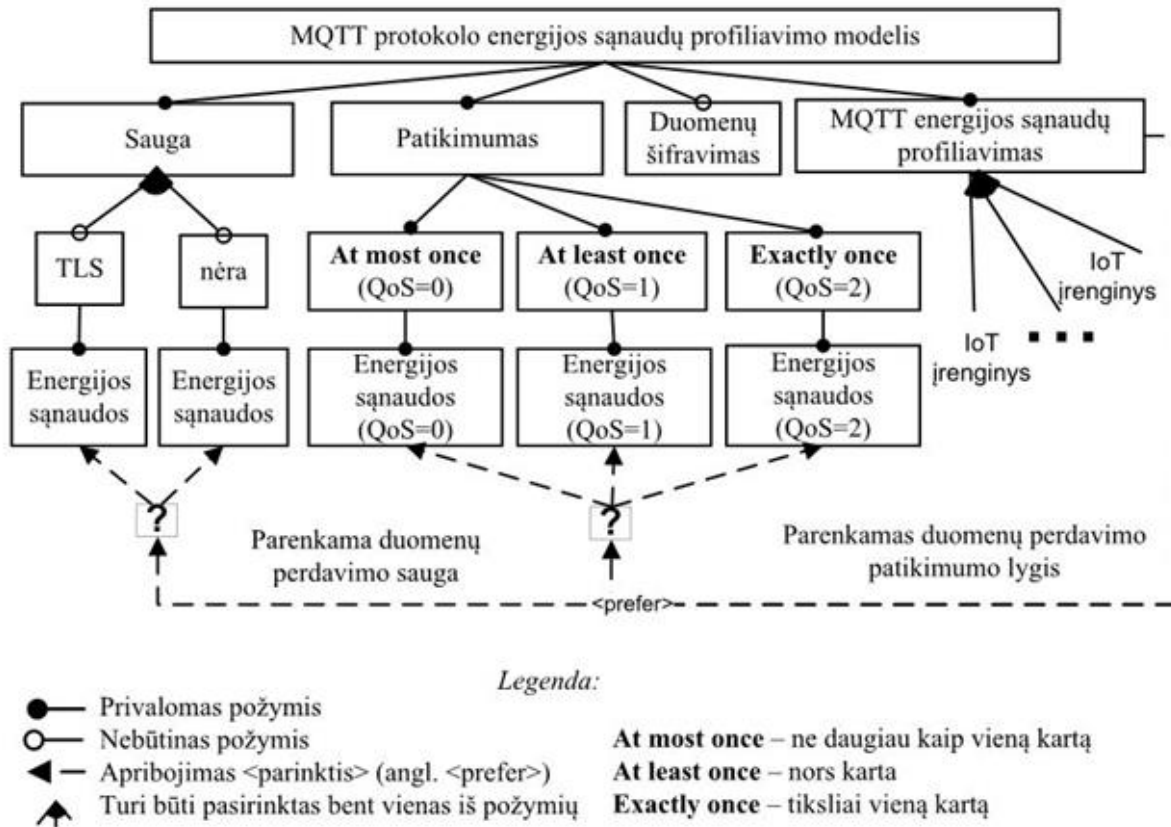 MQTT protokolo energijos sąnaudų profiliavimo modelis
Sauga
Patikimumas
Duomenų
šifravimas
MQTT energijos sąnaudų
profiliavimas
TLS
nėra
At most once
(QoS=0)
At least once
(QoS=1)
Exactly once
(QoS=2)
IoT
įrenginys
IoT
įrenginys
Energijos
sąnaudos
Energijos
sąnaudos
Energijos
sąnaudos
(QoS=0)
Energijos
sąnaudos
(QoS=1)
Energijos
sąnaudos
(QoS=2)
?
?
Parenkama duomenų
perdavimo sauga
Parenkamas duomenų perdavimo
patikimumo lygis
<prefer>
Legenda:
Privalomas požymis
Nebūtinas požymis
Apribojimas <parinktis> (angl. <prefer>)
Turi būti pasirinktas bent vienas iš požymių
At most once – ne daugiau kaip vieną kartą
At least once – nors karta
Exactly once – tiksliai vieną kartą